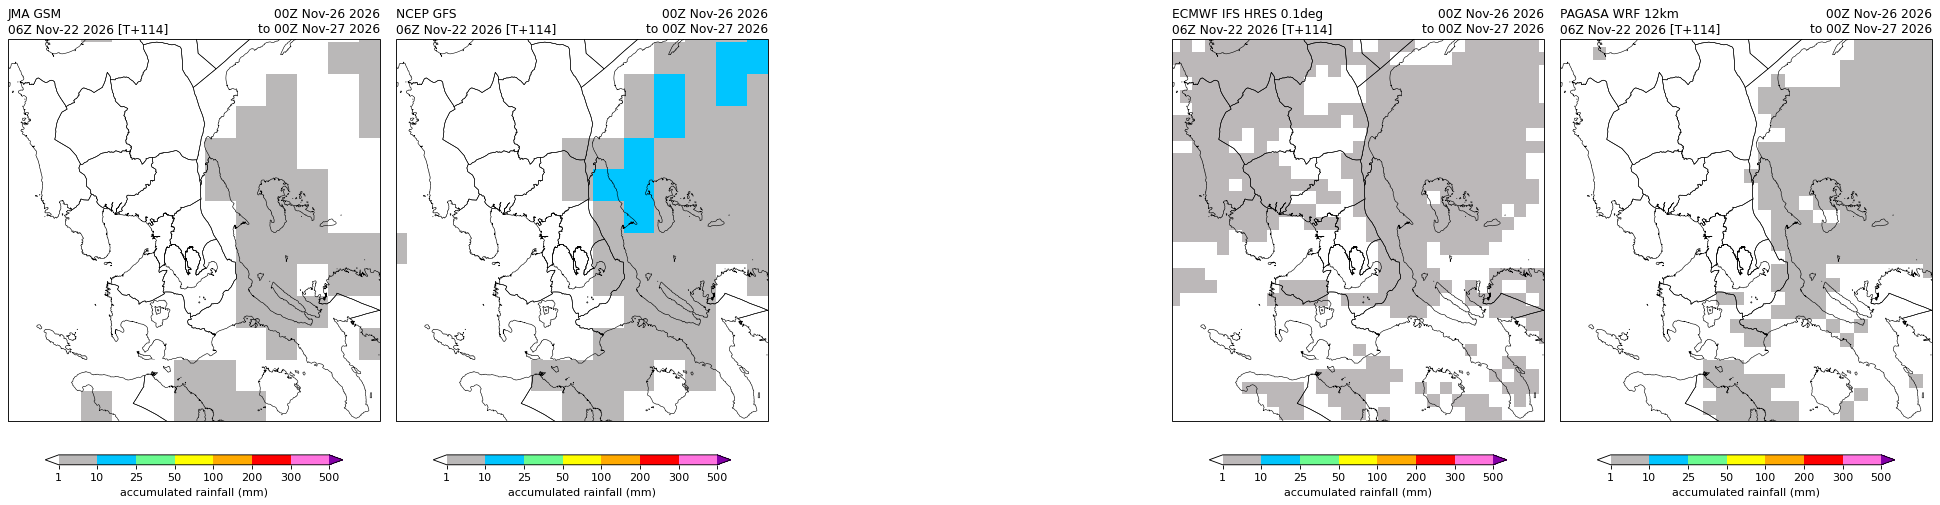 JMA GSM
00Z Nov-26 2026
06Z Nov-22 2026 [T+114]
to 00Z Nov-27 2026
NCEP GFS
00Z Nov-26 2026
06Z Nov-22 2026 [T+114]
to 00Z Nov-27 2026
ECMWF IFS HRES 0.1deg
00Z Nov-26 2026
06Z Nov-22 2026 [T+114]
to 00Z Nov-27 2026
PAGASA WRF 12km
00Z Nov-26 2026
06Z Nov-22 2026 [T+114]
to 00Z Nov-27 2026
1 10 25 50 100 200 300 500
accumulated rainfall (mm)
1 10 25 50 100 200 300 500
accumulated rainfall (mm)
1 10 25 50 100 200 300 500
accumulated rainfall (mm)
1 10 25 50 100 200 300 500
accumulated rainfall (mm)